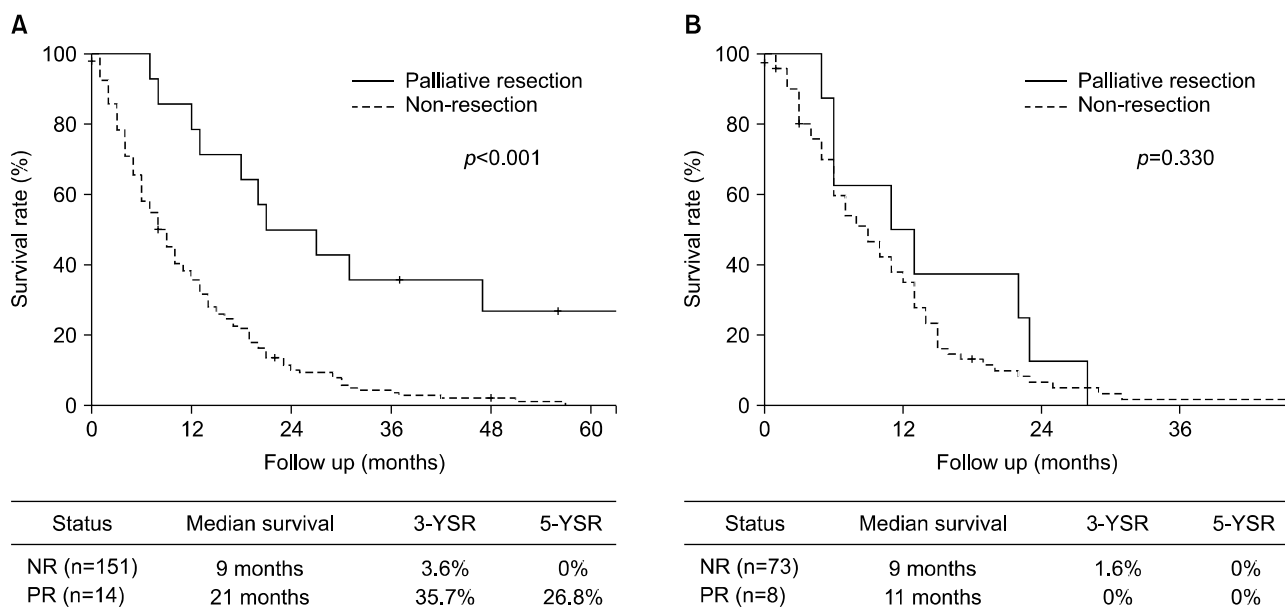 A
100
80
60
40
20
0
Survival rate (%)
Palliative resection
Non-resection
p<0.001
0 12 24 36 48 60
Follow up (months)
Status Median survival 3-YSR 5-YSR
NR (n=151) 9 months 3.6% 0%
PR (n=14) 21 months 35.7% 26.8%
B
100
80
60
40
20
0
Survival rate (%)
Palliative resection
Non-resection
p=0.330
0 12 24 36
Follow up (months)
Status Median survival 3-YSR 5-YSR
NR (n=73) 9 months 1.6% 0%
PR (n=8) 11 months 0% 0%